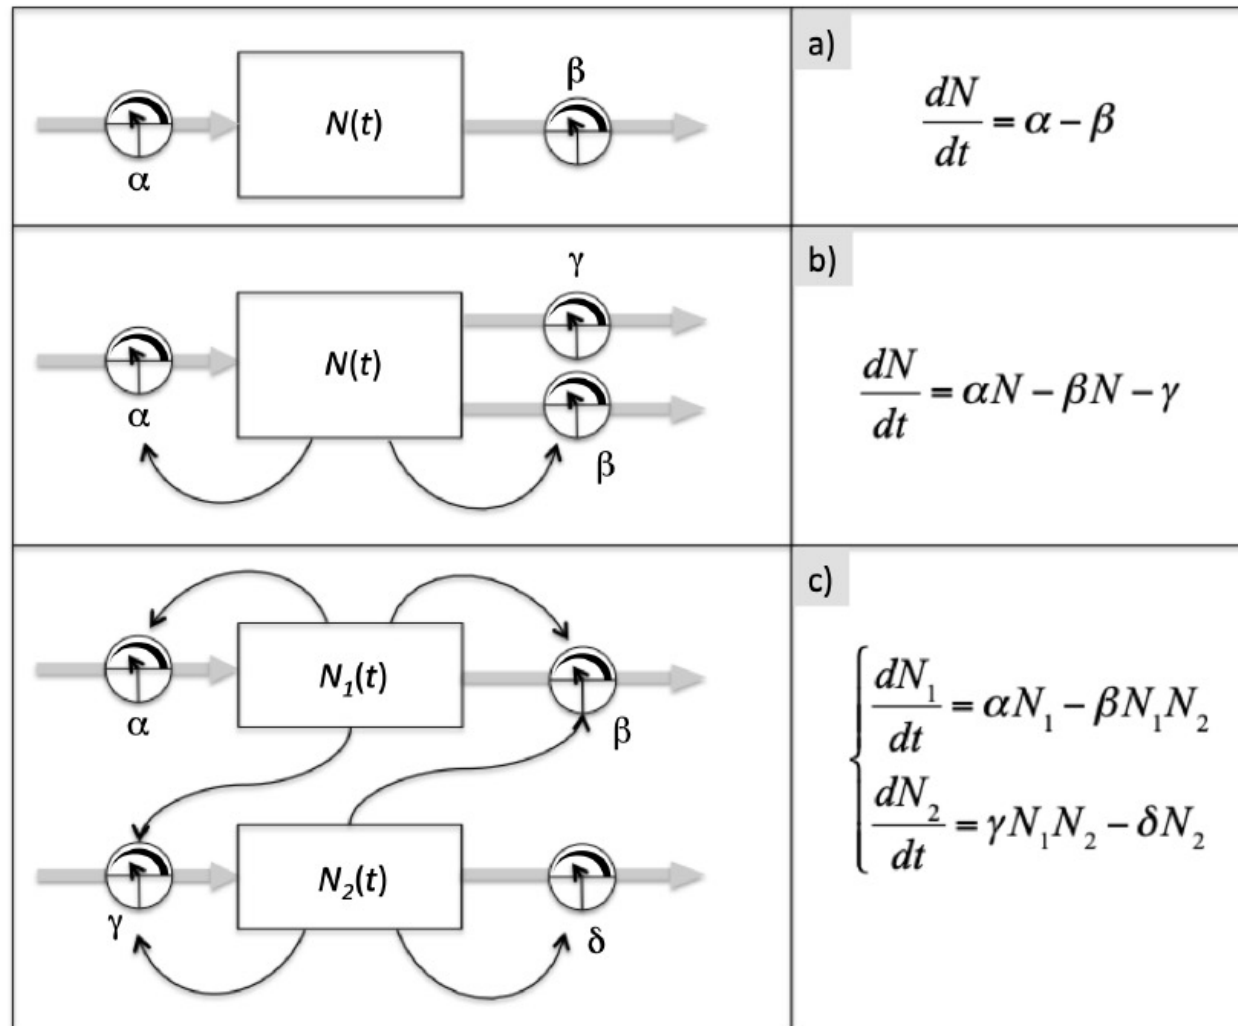 a)
β
N(t)
α
dN/dt = α − β
b)
γ
N(t)
α
β
dN/dt = αN − βN − γ
c)
N₁(t)
α
β
dN₁/dt = αN₁ − βN₁N₂
dN₂/dt = γN₁N₂ − δN₂
N₂(t)
γ
δ